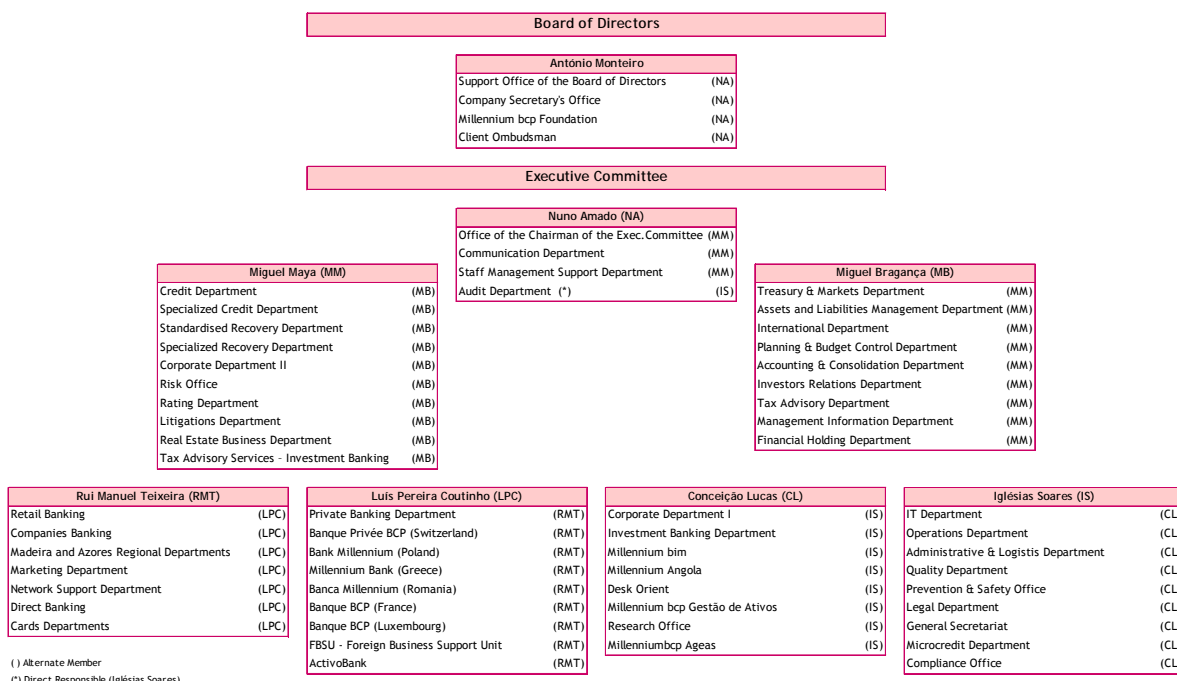 Board of Directors
António Monteiro
Support Office of the Board of Directors (NA)
Company Secretary's Office (NA)
Millennium bcp Foundation (NA)
Client Ombudsman (NA)
Executive Committee
Nuno Amado (NA)
Office of the Chairman of the Exec.Committee (MM)
Communication Department (MM)
Staff Management Support Department (MM)
Audit Department (*) (IS)
Miguel Maya (MM)
Credit Department (MB)
Specialized Credit Department (MB)
Standardised Recovery Department (MB)
Specialized Recovery Department (MB)
Corporate Department II (MB)
Risk Office (MB)
Rating Department (MB)
Litigations Department (MB)
Real Estate Business Department (MB)
Tax Advisory Services - Investment Banking (MB)
Miguel Bragança (MB)
Treasury & Markets Department (MM)
Assets and Liabilities Management Department (MM)
International Department (MM)
Planning & Budget Control Department (MM)
Accounting & Consolidation Department (MM)
Investors Relations Department (MM)
Tax Advisory Department (MM)
Management Information Department (MM)
Financial Holding Department (MM)
Rui Manuel Teixeira (RMT)
Retail Banking (LPC)
Companies Banking (LPC)
Madeira and Azores Regional Departments (LPC)
Marketing Department (LPC)
Network Support Department (LPC)
Direct Banking (LPC)
Cards Departments (LPC)
Luís Pereira Coutinho (LPC)
Private Banking Department (RMT)
Banque Privée BCP (Switzerland) (RMT)
Bank Millennium (Poland) (RMT)
Millennium Bank (Greece) (RMT)
Banca Millennium (Romania) (RMT)
Banque BCP (France) (RMT)
Banque BCP (Luxembourg) (RMT)
FBSU - Foreign Business Support Unit (RMT)
ActivoBank (RMT)
Conceição Lucas (CL)
Corporate Department I (IS)
Investment Banking Department (IS)
Millennium bim (IS)
Millennium Angola (IS)
Desk Orient (IS)
Millennium bcp Gestão de Ativos (IS)
Research Office (IS)
Millenniumbcp Ageas (IS)
Iglésias Soares (IS)
IT Department (CL
Operations Department (CL
Administrative & Logistis Department (CL
Quality Department (CL
Prevention & Safety Office (CL
Legal Department (CL
General Secretariat (CL
Microcredit Department (CL
Compliance Office (CL
( ) Alternate Member
(*) Direct Responsible (Iglésias Soares)